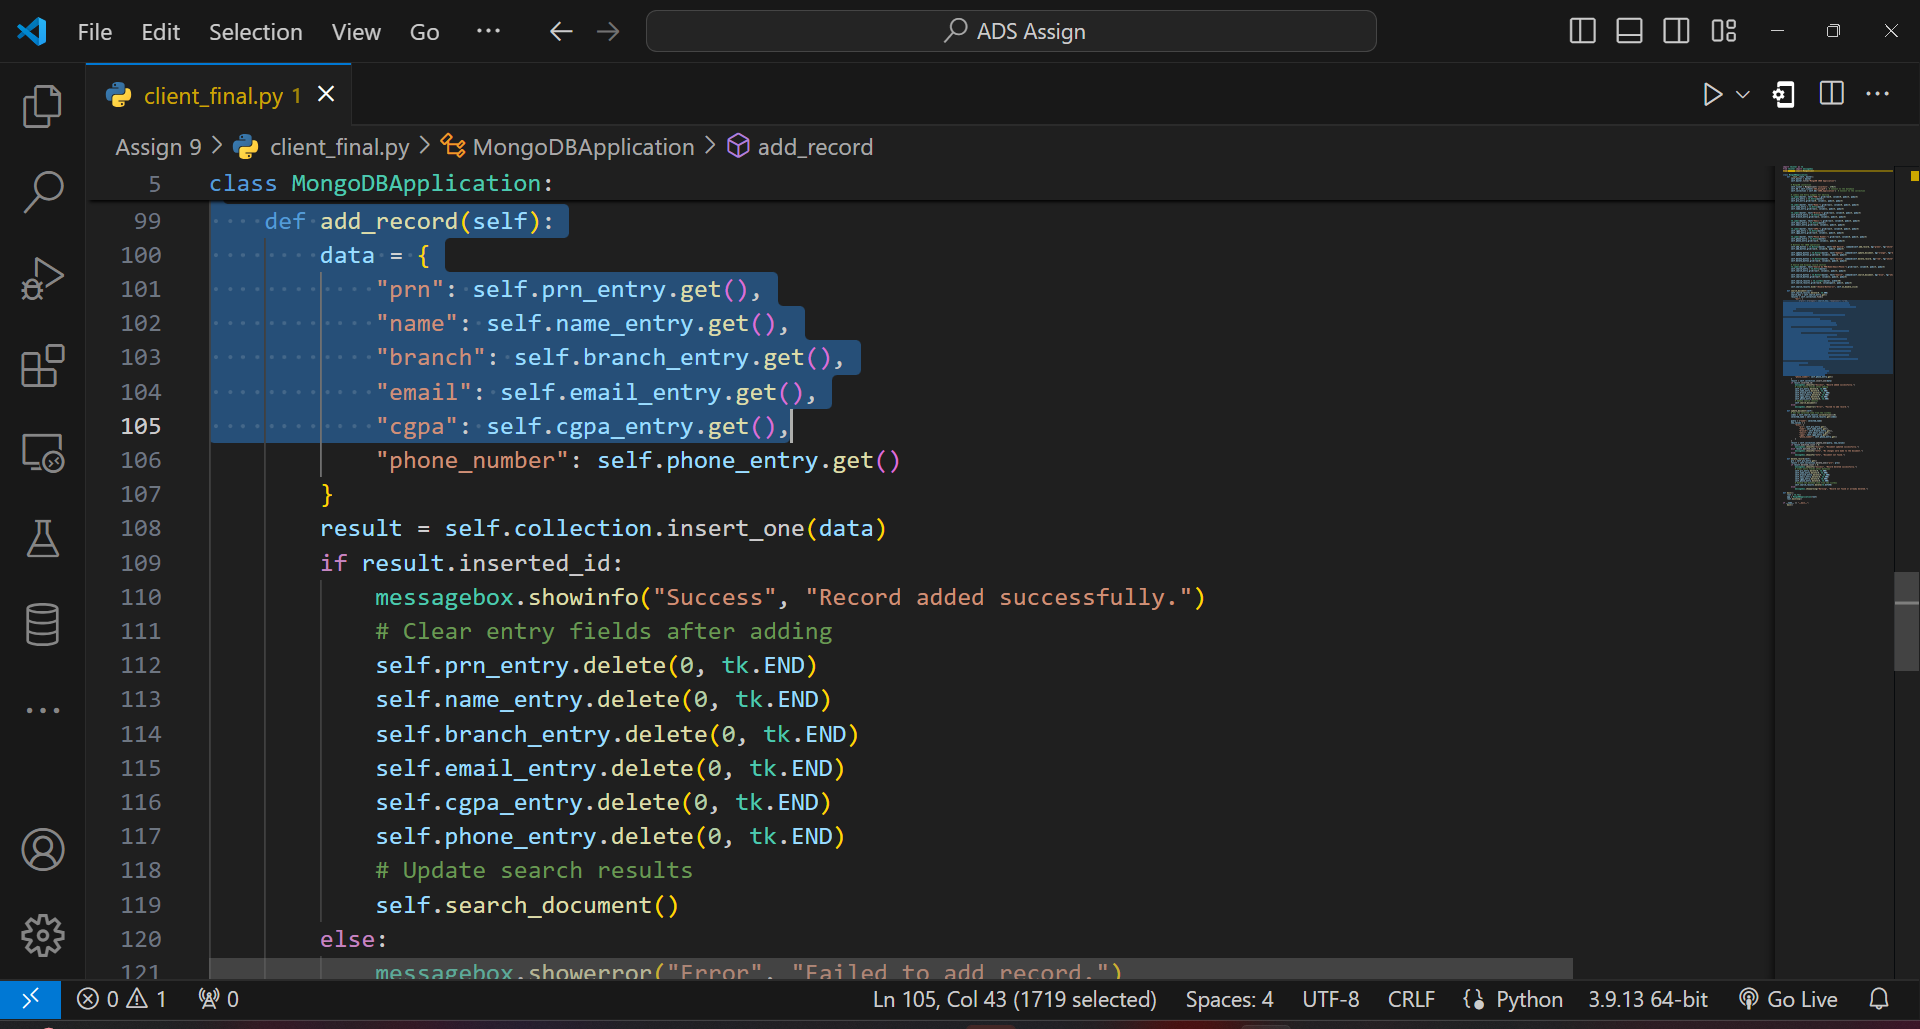 File Edit Selection View Go ··· ADS Assign
client_final.py 1
Assign 9 > client_final.py > MongoDBApplication > add_record
5 class MongoDBApplication:
99 def add_record(self):
100 data = {
101 "prn": self.prn_entry.get(),
102 "name": self.name_entry.get(),
103 "branch": self.branch_entry.get(),
104 "email": self.email_entry.get(),
105 "cgpa": self.cgpa_entry.get(),
106 "phone_number": self.phone_entry.get()
107 }
108 result = self.collection.insert_one(data)
109 if result.inserted_id:
110 messagebox.showinfo("Success", "Record added successfully.")
111 # Clear entry fields after adding
112 self.prn_entry.delete(0, tk.END)
113 self.name_entry.delete(0, tk.END)
114 self.branch_entry.delete(0, tk.END)
115 self.email_entry.delete(0, tk.END)
116 self.cgpa_entry.delete(0, tk.END)
117 self.phone_entry.delete(0, tk.END)
118 # Update search results
119 self.search_document()
120 else:
121 messagebox.showerror("Error", "Failed to add record.")
0 1 0 Ln 105, Col 43 (1719 selected) Spaces: 4 UTF-8 CRLF Python 3.9.13 64-bit Go Live